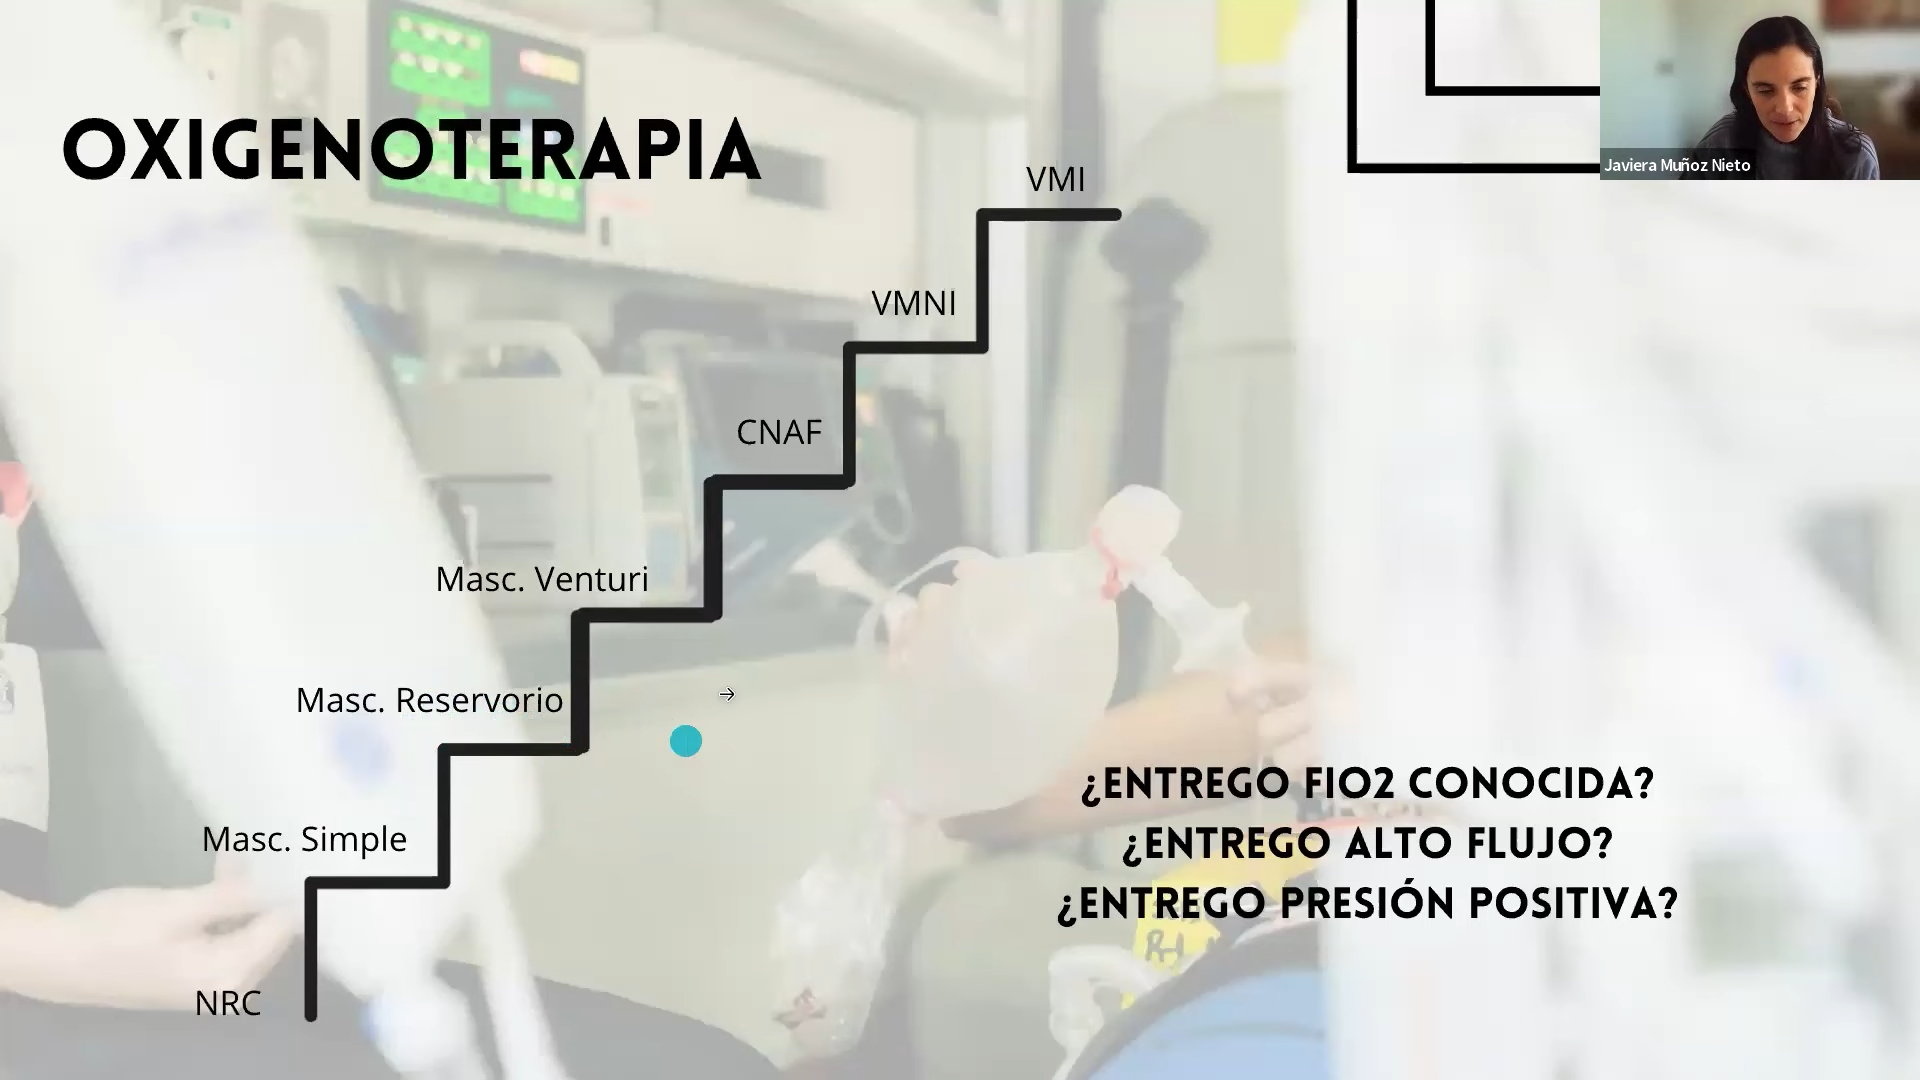 OXIGENOTERAPIA
Javiera Muñoz Nieto
VMI
VMNI
CNAF
Masc. Venturi
Masc. Reservorio
Masc. Simple
NRC
¿ENTREGO FIO2 CONOCIDA?
¿ENTREGO ALTO FLUJO?
¿ENTREGO PRESIÓN POSITIVA?